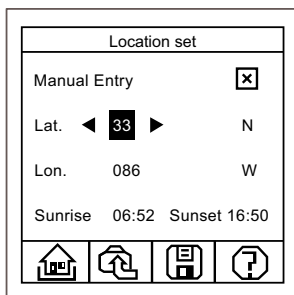 Location set
Manual Entry
Lat. 33 N
Lon. 086 W
Sunrise 06:52 Sunset 16:50
?